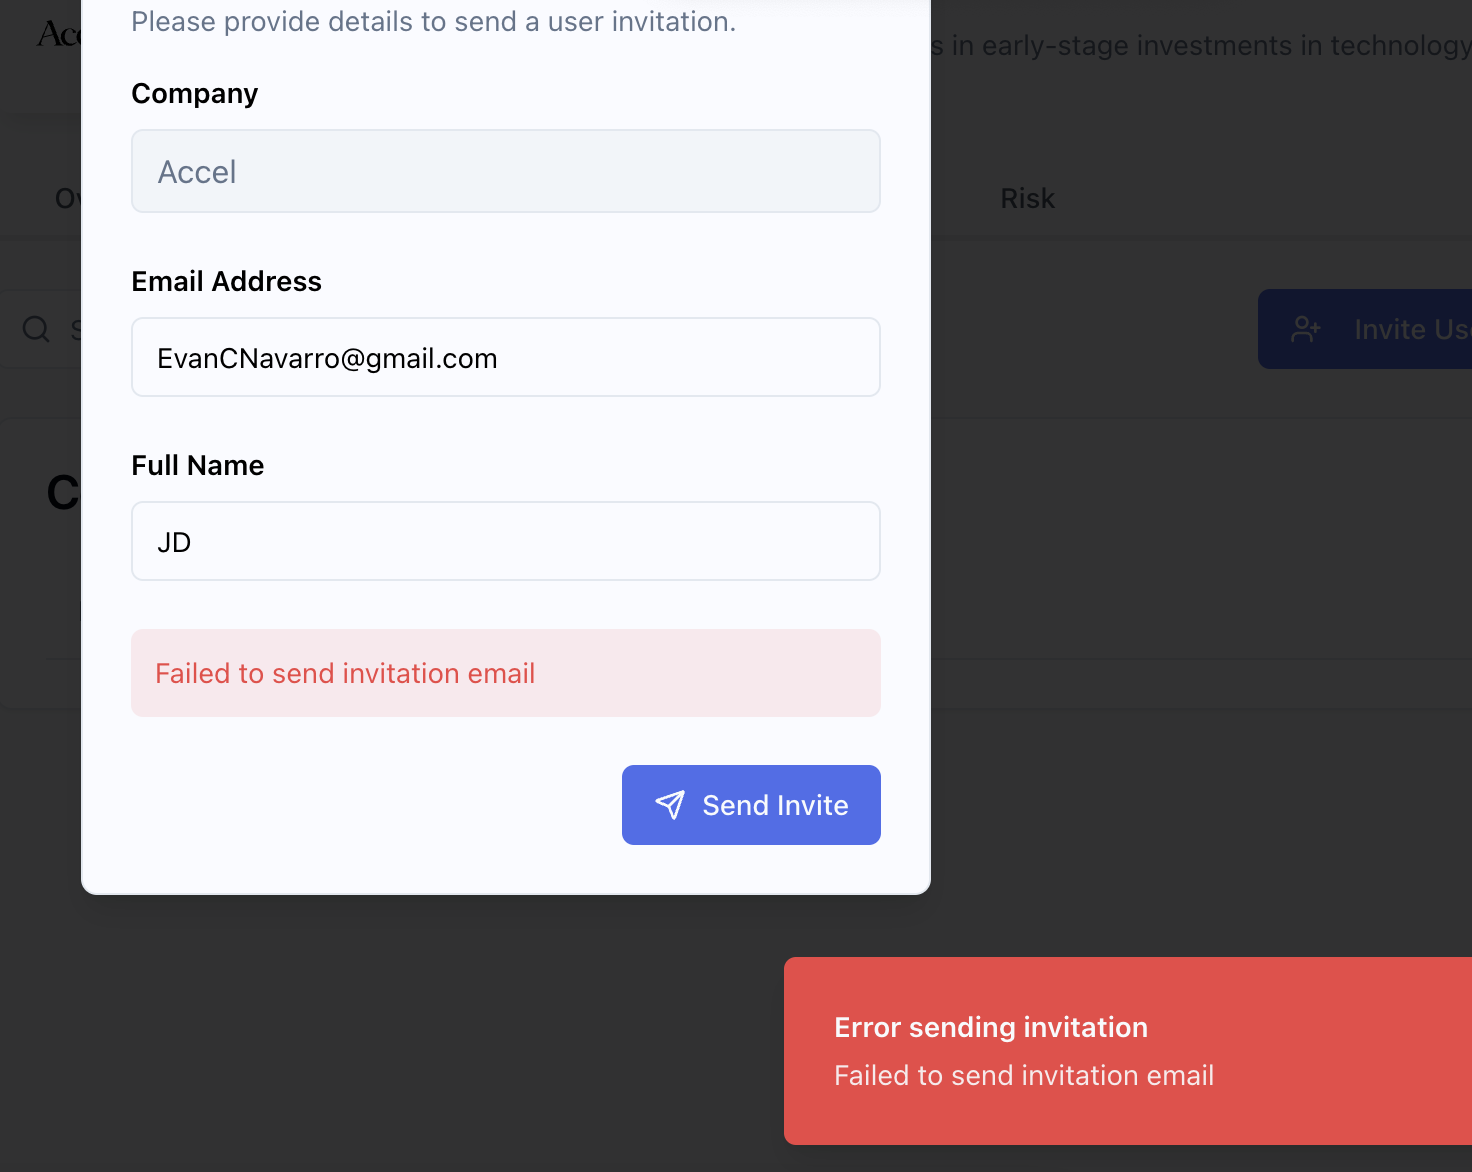 Please provide details to send a user invitation.
s in early-stage investments in technology
Company
Accel
Risk
Email Address
EvanCNavarro@gmail.com
Invite Us
Full Name
JD
Failed to send invitation email
Send Invite
Error sending invitation
Failed to send invitation email